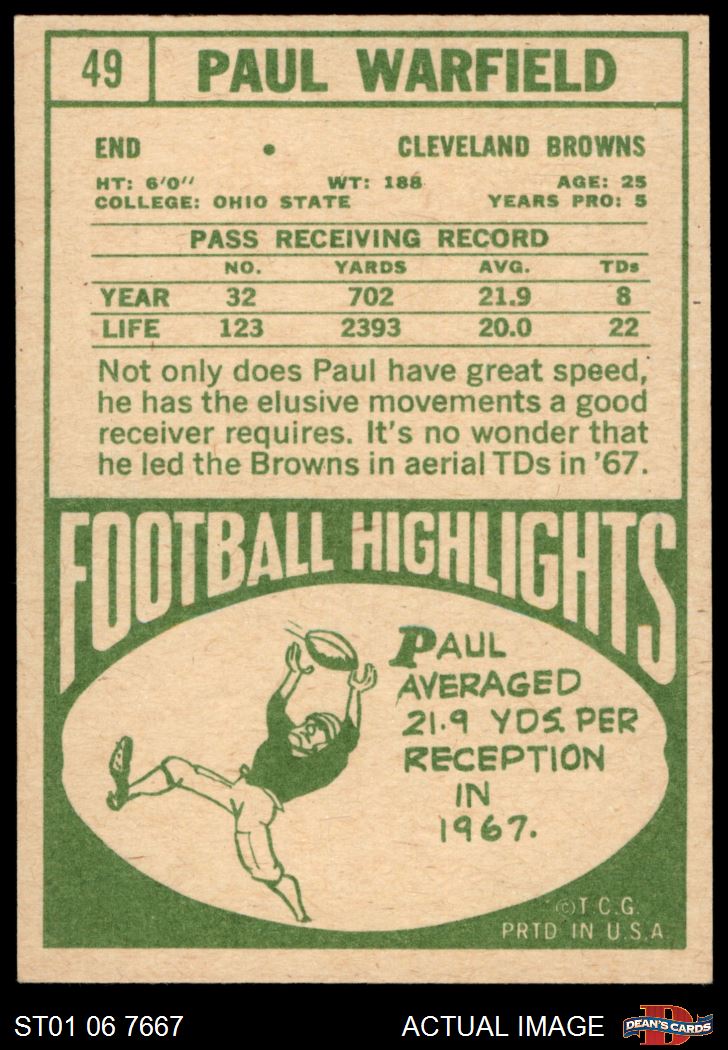 49 PAUL WARFIELD
END • CLEVELAND BROWNS
HT: 6'0'' WT: 188 AGE: 25
COLLEGE: OHIO STATE YEARS PRO: 5
PASS RECEIVING RECORD
NO. YARDS AVG. TDs
YEAR 32 702 21.9 8
LIFE 123 2393 20.0 22
Not only does Paul have great speed,
he has the elusive movements a good
receiver requires. It's no wonder that
he led the Browns in aerial TDs in '67.
FOOTBALL HIGHLIGHTS
PAUL
AVERAGED
21.9 YDS. PER
RECEPTION
IN
1967.
©T.C.G.
PRTD IN U.S.A.
ST01 06 7667 ACTUAL IMAGE D DEAN'S CARDS